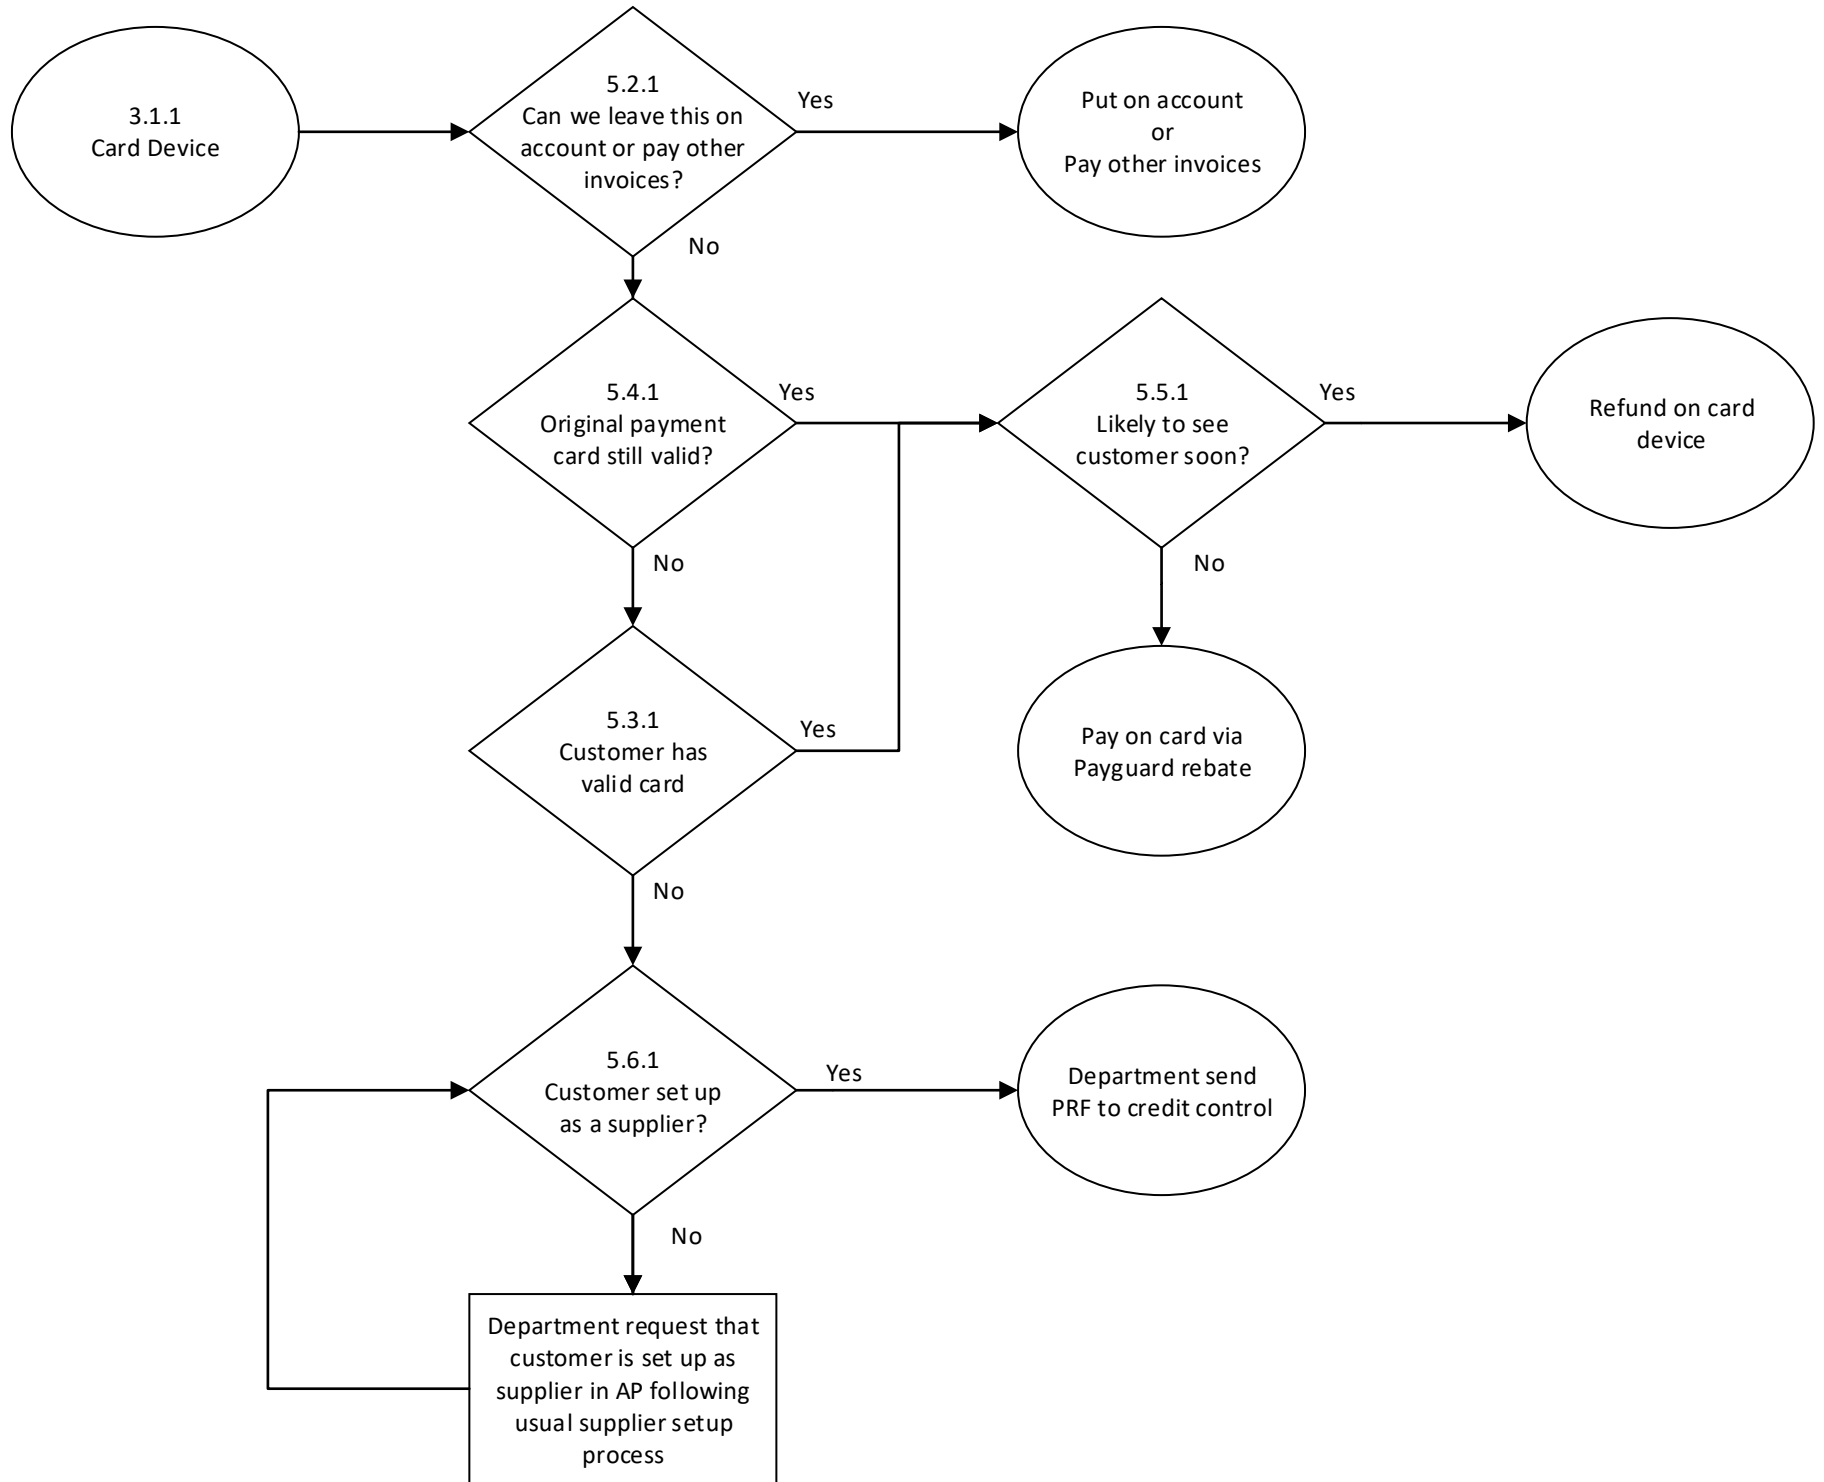 3.1.1
Card Device
5.2.1
Can we leave this on
account or pay other
invoices?
Yes
Put on account
or
Pay other invoices
No
5.4.1
Original payment
card still valid?
Yes
5.5.1
Likely to see
customer soon?
Yes
Refund on card
device
No
No
5.3.1
Customer has
valid card
Yes
Pay on card via
Payguard rebate
No
5.6.1
Customer set up
as a supplier?
Yes
Department send
PRF to credit control
No
Department request that
customer is set up as
supplier in AP following
usual supplier setup
process